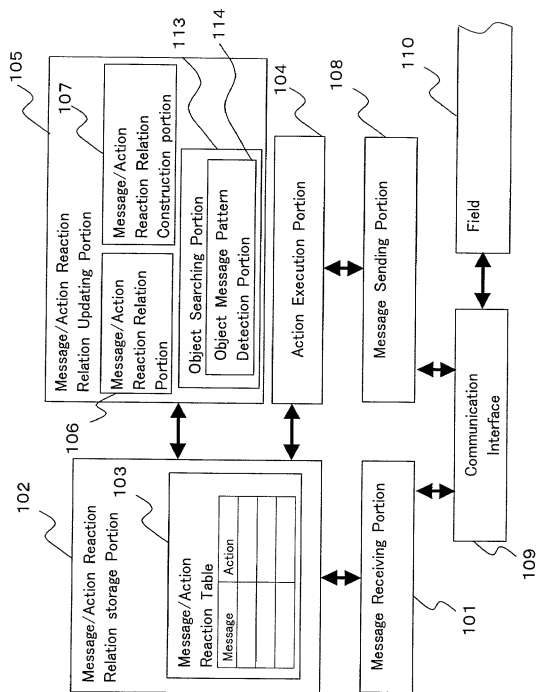 102
Message/Action Reaction
Relation storage Portion
103
Message/Action
Reaction Table
Message
Action
Message Receiving Portion
101
105
Message/Action Reaction
Relation Updating Portion
107
Message/Action
Reaction Relation
Portion
106
Message/Action
Reaction Relation
Construction portion
113
Object Searching Portion
Object Message Pattern
Detection Portion
114
Action Execution Portion
104
Message Sending Portion
108
Communication
Interface
109
Field
110